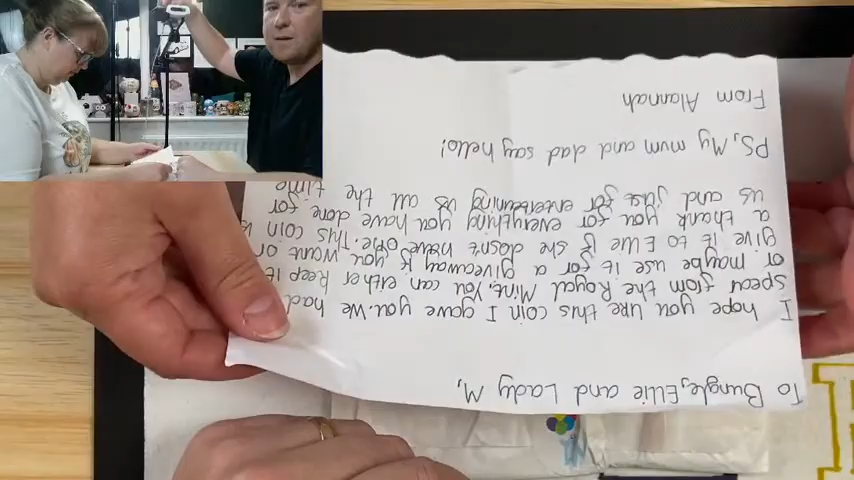 To Bungle, Ellie and Lady M,
I hope you like this coin I gave you. We had
spear from the Royal Mint. You can either keep it
or maybe use it for a giveaway if you want or
give it to Ellie if she doesn't have one. This coin is
a thank you for everything you have done for
us and just for entertaining us all the time
PS, My mum and dad say hello!
From Alannah